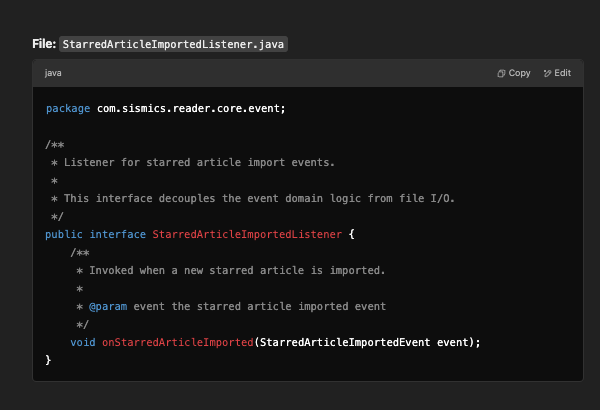 File: StarredArticleImportedListener.java
java Copy Edit
package com.sismics.reader.core.event;
/**
* Listener for starred article import events.
*
* This interface decouples the event domain logic from file I/O.
*/
public interface StarredArticleImportedListener {
/**
* Invoked when a new starred article is imported.
*
* @param event the starred article imported event
*/
void onStarredArticleImported(StarredArticleImportedEvent event);
}